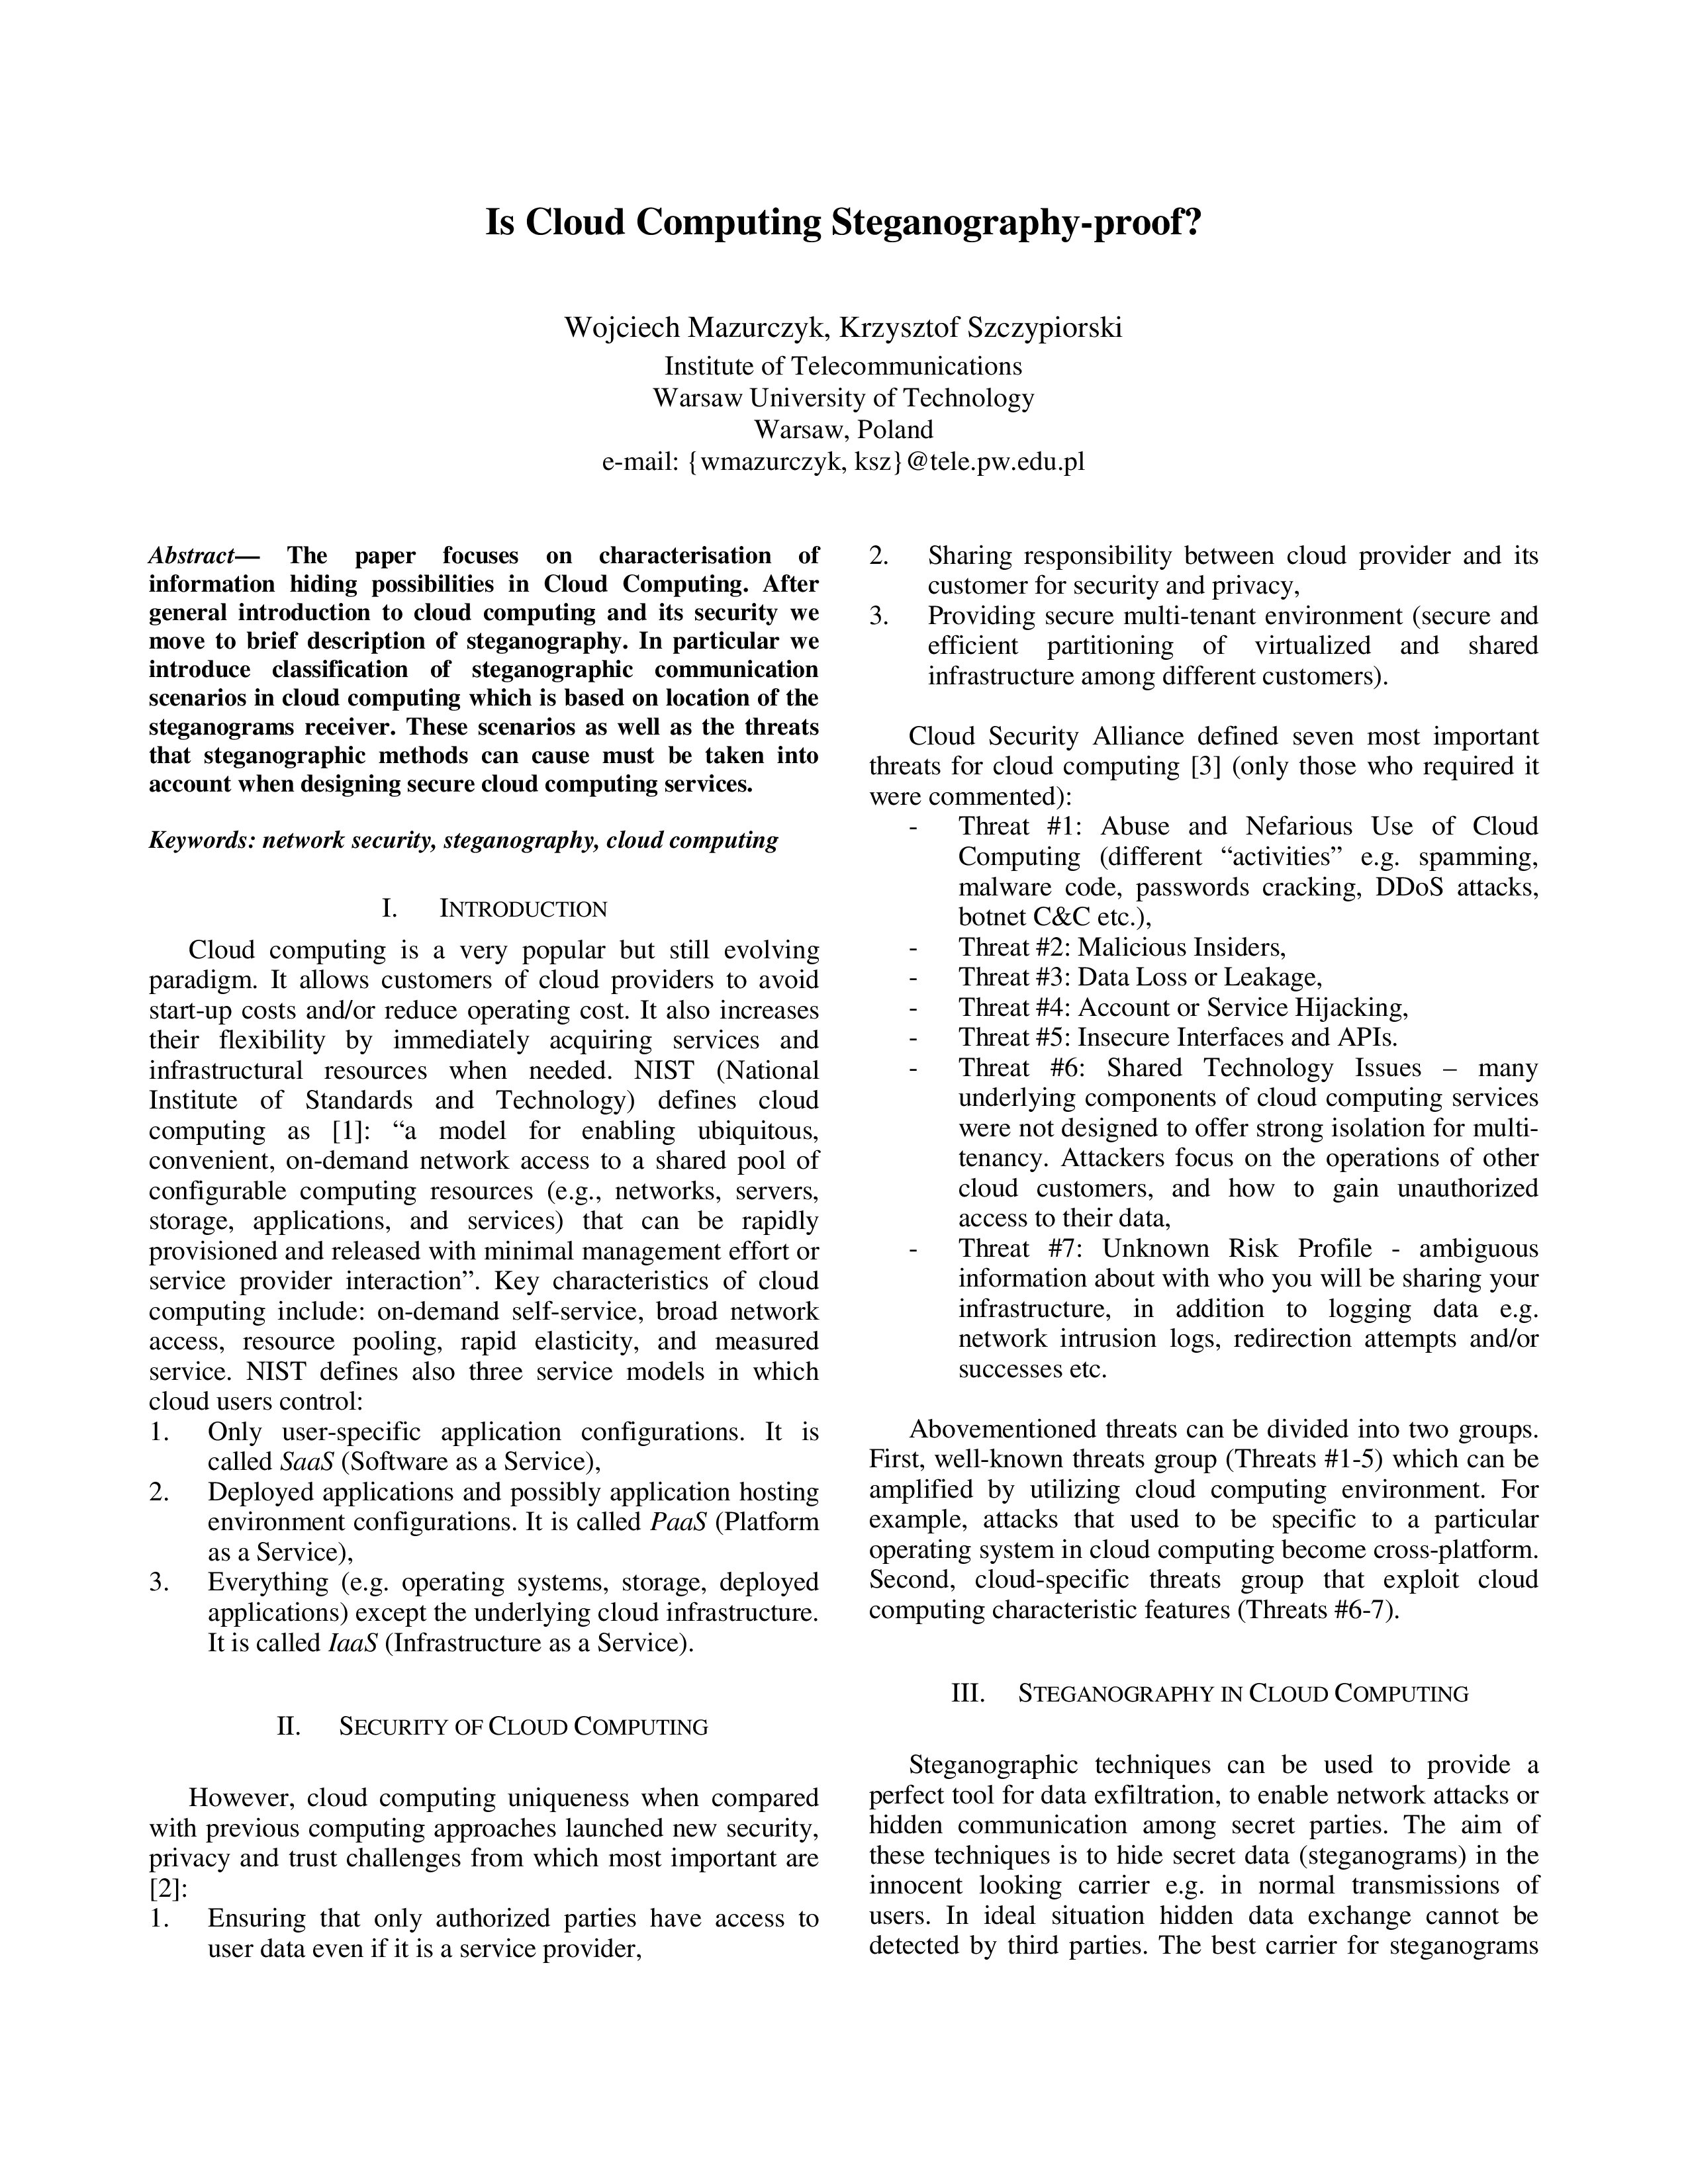 Is Cloud Computing Steganography-proof?
Wojciech Mazurczyk, Krzysztof Szczypiorski
Institute of Telecommunications
Warsaw University of Technology
Warsaw, Poland
e-mail: {wmazurczyk, ksz}@tele.pw.edu.pl
Abstract— The paper focuses on characterisation of
information hiding possibilities in Cloud Computing. After
general introduction to cloud computing and its security we
move to brief description of steganography. In particular we
introduce classification of steganographic communication
scenarios in cloud computing which is based on location of the
steganograms receiver. These scenarios as well as the threats
that steganographic methods can cause must be taken into
account when designing secure cloud computing services.
Keywords: network security, steganography, cloud computing
I. INTRODUCTION
Cloud computing is a very popular but still evolving
paradigm. It allows customers of cloud providers to avoid
start-up costs and/or reduce operating cost. It also increases
their flexibility by immediately acquiring services and
infrastructural resources when needed. NIST (National
Institute of Standards and Technology) defines cloud
computing as [1]: “a model for enabling ubiquitous,
convenient, on-demand network access to a shared pool of
configurable computing resources (e.g., networks, servers,
storage, applications, and services) that can be rapidly
provisioned and released with minimal management effort or
service provider interaction”. Key characteristics of cloud
computing include: on-demand self-service, broad network
access, resource pooling, rapid elasticity, and measured
service. NIST defines also three service models in which
cloud users control:
1. Only user-specific application configurations. It is
called SaaS (Software as a Service),
2. Deployed applications and possibly application hosting
environment configurations. It is called PaaS (Platform
as a Service),
3. Everything (e.g. operating systems, storage, deployed
applications) except the underlying cloud infrastructure.
It is called IaaS (Infrastructure as a Service).
II. SECURITY OF CLOUD COMPUTING
However, cloud computing uniqueness when compared
with previous computing approaches launched new security,
privacy and trust challenges from which most important are
[2]:
1. Ensuring that only authorized parties have access to
user data even if it is a service provider,
2. Sharing responsibility between cloud provider and its
customer for security and privacy,
3. Providing secure multi-tenant environment (secure and
efficient partitioning of virtualized and shared
infrastructure among different customers).
Cloud Security Alliance defined seven most important
threats for cloud computing [3] (only those who required it
were commented):
- Threat #1: Abuse and Nefarious Use of Cloud
Computing (different “activities” e.g. spamming,
malware code, passwords cracking, DDoS attacks,
botnet C&C etc.),
- Threat #2: Malicious Insiders,
- Threat #3: Data Loss or Leakage,
- Threat #4: Account or Service Hijacking,
- Threat #5: Insecure Interfaces and APIs.
- Threat #6: Shared Technology Issues – many
underlying components of cloud computing services
were not designed to offer strong isolation for multi-
tenancy. Attackers focus on the operations of other
cloud customers, and how to gain unauthorized
access to their data,
- Threat #7: Unknown Risk Profile - ambiguous
information about with who you will be sharing your
infrastructure, in addition to logging data e.g.
network intrusion logs, redirection attempts and/or
successes etc.
Abovementioned threats can be divided into two groups.
First, well-known threats group (Threats #1-5) which can be
amplified by utilizing cloud computing environment. For
example, attacks that used to be specific to a particular
operating system in cloud computing become cross-platform.
Second, cloud-specific threats group that exploit cloud
computing characteristic features (Threats #6-7).
III. STEGANOGRAPHY IN CLOUD COMPUTING
Steganographic techniques can be used to provide a
perfect tool for data exfiltration, to enable network attacks or
hidden communication among secret parties. The aim of
these techniques is to hide secret data (steganograms) in the
innocent looking carrier e.g. in normal transmissions of
users. In ideal situation hidden data exchange cannot be
detected by third parties. The best carrier for steganograms